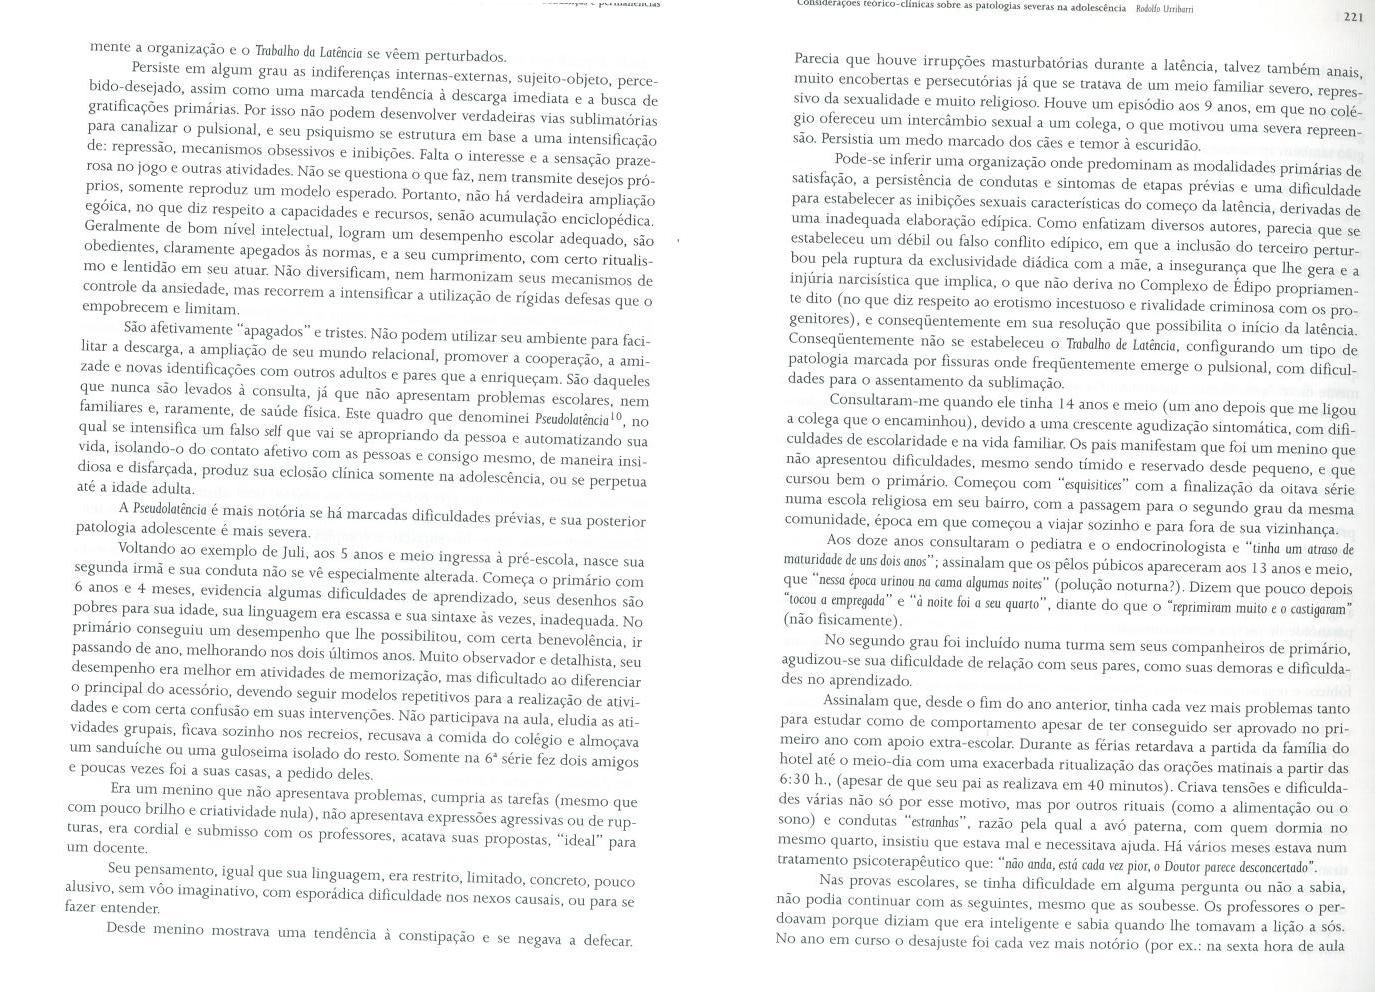 permanências
mente a organização e o Trabalho da Latência se vêem perturbados.
Persiste em algum grau as indiferenças internas-externas, sujeito-objeto, perce-
bido-desejado, assim como uma marcada tendência à descarga imediata e a busca de
gratificações primárias. Por isso não podem desenvolver verdadeiras vias sublimatórias
para canalizar o pulsional, e seu psiquismo se estrutura em base a uma intensificação
de: repressão, mecanismos obsessivos e inibições. Falta o interesse e a sensação praze-
rosa no jogo e outras atividades. Não se questiona o que faz, nem transmite desejos pró-
prios, somente reproduz um modelo esperado. Portanto, não há verdadeira ampliação
egóica, no que diz respeito a capacidades e recursos, senão acumulação enciclopédica.
Geralmente de bom nível intelectual, logram um desempenho escolar adequado, são
obedientes, claramente apegados às normas, e a seu cumprimento, com certo ritualis-
mo e lentidão em seu atuar. Não diversificam, nem harmonizam seus mecanismos de
controle da ansiedade, mas recorrem a intensificar a utilização de rígidas defesas que o
empobrecem e limitam.
São afetivamente "apagados" e tristes. Não podem utilizar seu ambiente para faci-
litar a descarga, a ampliação de seu mundo relacional, promover a cooperação, a ami-
zade e novas identificações com outros adultos e pares que a enriqueçam. São daqueles
que nunca são levados à consulta, já que não apresentam problemas escolares, nem
familiares e, raramente, de saúde física. Este quadro que denominei Pseudolatência10, no
qual se intensifica um falso self que vai se apropriando da pessoa e automatizando sua
vida, isolando-o do contato afetivo com as pessoas e consigo mesmo, de maneira insi-
diosa e disfarçada, produz sua eclosão clínica somente na adolescência, ou se perpetua
até a idade adulta.
A Pseudolatência é mais notória se há marcadas dificuldades prévias, e sua posterior
patologia adolescente é mais severa.
Voltando ao exemplo de Juli, aos 5 anos e meio ingressa à pré-escola, nasce sua
segunda irmã e sua conduta não se vê especialmente alterada. Começa o primário com
6 anos e 4 meses, evidencia algumas dificuldades de aprendizado, seus desenhos são
pobres para sua idade, sua linguagem era escassa e sua sintaxe às vezes, inadequada. No
primário conseguiu um desempenho que lhe possibilitou, com certa benevolência, ir
passando de ano, melhorando nos dois últimos anos. Muito observador e detalhista, seu
desempenho era melhor em atividades de memorização, mas dificultado ao diferenciar
o principal do acessório, devendo seguir modelos repetitivos para a realização de ativi-
dades e com certa confusão em suas intervenções. Não participava na aula, eludia as ati-
vidades grupais, ficava sozinho nos recreios, recusava a comida do colégio e almoçava
um sanduíche ou uma guloseima isolado do resto. Somente na 6ª série fez dois amigos
e poucas vezes foi a suas casas, a pedido deles.
Era um menino que não apresentava problemas, cumpria as tarefas (mesmo que
com pouco brilho e criatividade nula), não apresentava expressões agressivas ou de rup-
turas, era cordial e submisso com os professores, acatava suas propostas, "ideal" para
um docente.
Seu pensamento, igual que sua linguagem, era restrito, limitado, concreto, pouco
alusivo, sem vôo imaginativo, com esporádica dificuldade nos nexos causais, ou para se
fazer entender.
Desde menino mostrava uma tendência à constipação e se negava a defecar.
Considerações teórico-clínicas sobre as patologias severas na adolescência Rodolfo Urribarri
221
Parecia que houve irrupções masturbatórias durante a latência, talvez também anais,
muito encobertas e persecutórias já que se tratava de um meio familiar severo, repres-
sivo da sexualidade e muito religioso. Houve um episódio aos 9 anos, em que no colé-
gio ofereceu um intercâmbio sexual a um colega, o que motivou uma severa repreen-
são. Persistia um medo marcado dos cães e temor à escuridão.
Pode-se inferir uma organização onde predominam as modalidades primárias de
satisfação, a persistência de condutas e sintomas de etapas prévias e uma dificuldade
para estabelecer as inibições sexuais características do começo da latência, derivadas de
uma inadequada elaboração edípica. Como enfatizam diversos autores, parecia que se
estabeleceu um débil ou falso conflito edípico, em que a inclusão do terceiro pertur-
bou pela ruptura da exclusividade diádica com a mãe, a insegurança que lhe gera e a
injúria narcisística que implica, o que não deriva no Complexo de Édipo propriamen-
te dito (no que diz respeito ao erotismo incestuoso e rivalidade criminosa com os pro-
genitores), e conseqüentemente em sua resolução que possibilita o início da latência.
Conseqüentemente não se estabeleceu o Trabalho de Latência, configurando um tipo de
patologia marcada por fissuras onde freqüentemente emerge o pulsional, com dificul-
dades para o assentamento da sublimação.
Consultaram-me quando ele tinha 14 anos e meio (um ano depois que me ligou
a colega que o encaminhou), devido a uma crescente agudização sintomática, com difi-
culdades de escolaridade e na vida familiar. Os pais manifestam que foi um menino que
não apresentou dificuldades, mesmo sendo tímido e reservado desde pequeno, e que
cursou bem o primário. Começou com "esquisitices" com a finalização da oitava série
numa escola religiosa em seu bairro, com a passagem para o segundo grau da mesma
comunidade, época em que começou a viajar sozinho e para fora de sua vizinhança.
Aos doze anos consultaram o pediatra e o endocrinologista e "tinha um atraso de
maturidade de uns dois anos"; assinalam que os pêlos púbicos apareceram aos 13 anos e meio,
que "nessa época urinou na cama algumas noites" (polução noturna?). Dizem que pouco depois
"tocou a empregada" e "à noite foi a seu quarto", diante do que o "reprimiram muito e o castigaram"
(não fisicamente).
No segundo grau foi incluído numa turma sem seus companheiros de primário,
agudizou-se sua dificuldade de relação com seus pares, como suas demoras e dificulda-
des no aprendizado.
Assinalam que, desde o fim do ano anterior, tinha cada vez mais problemas tanto
para estudar como de comportamento apesar de ter conseguido ser aprovado no pri-
meiro ano com apoio extra-escolar. Durante as férias retardava a partida da família do
hotel até o meio-dia com uma exacerbada ritualização das orações matinais a partir das
6:30 h., (apesar de que seu pai as realizava em 40 minutos). Criava tensões e dificulda-
des várias não só por esse motivo, mas por outros rituais (como a alimentação ou o
sono) e condutas "estranhas", razão pela qual a avó paterna, com quem dormia no
mesmo quarto, insistiu que estava mal e necessitava ajuda. Há vários meses estava num
tratamento psicoterapêutico que: "não anda, está cada vez pior, o Doutor parece desconcertado".
Nas provas escolares, se tinha dificuldade em alguma pergunta ou não a sabia,
não podia continuar com as seguintes, mesmo que as soubesse. Os professores o per-
doavam porque diziam que era inteligente e sabia quando lhe tomavam a lição a sós.
No ano em curso o desajuste foi cada vez mais notório (por ex.: na sexta hora de aula